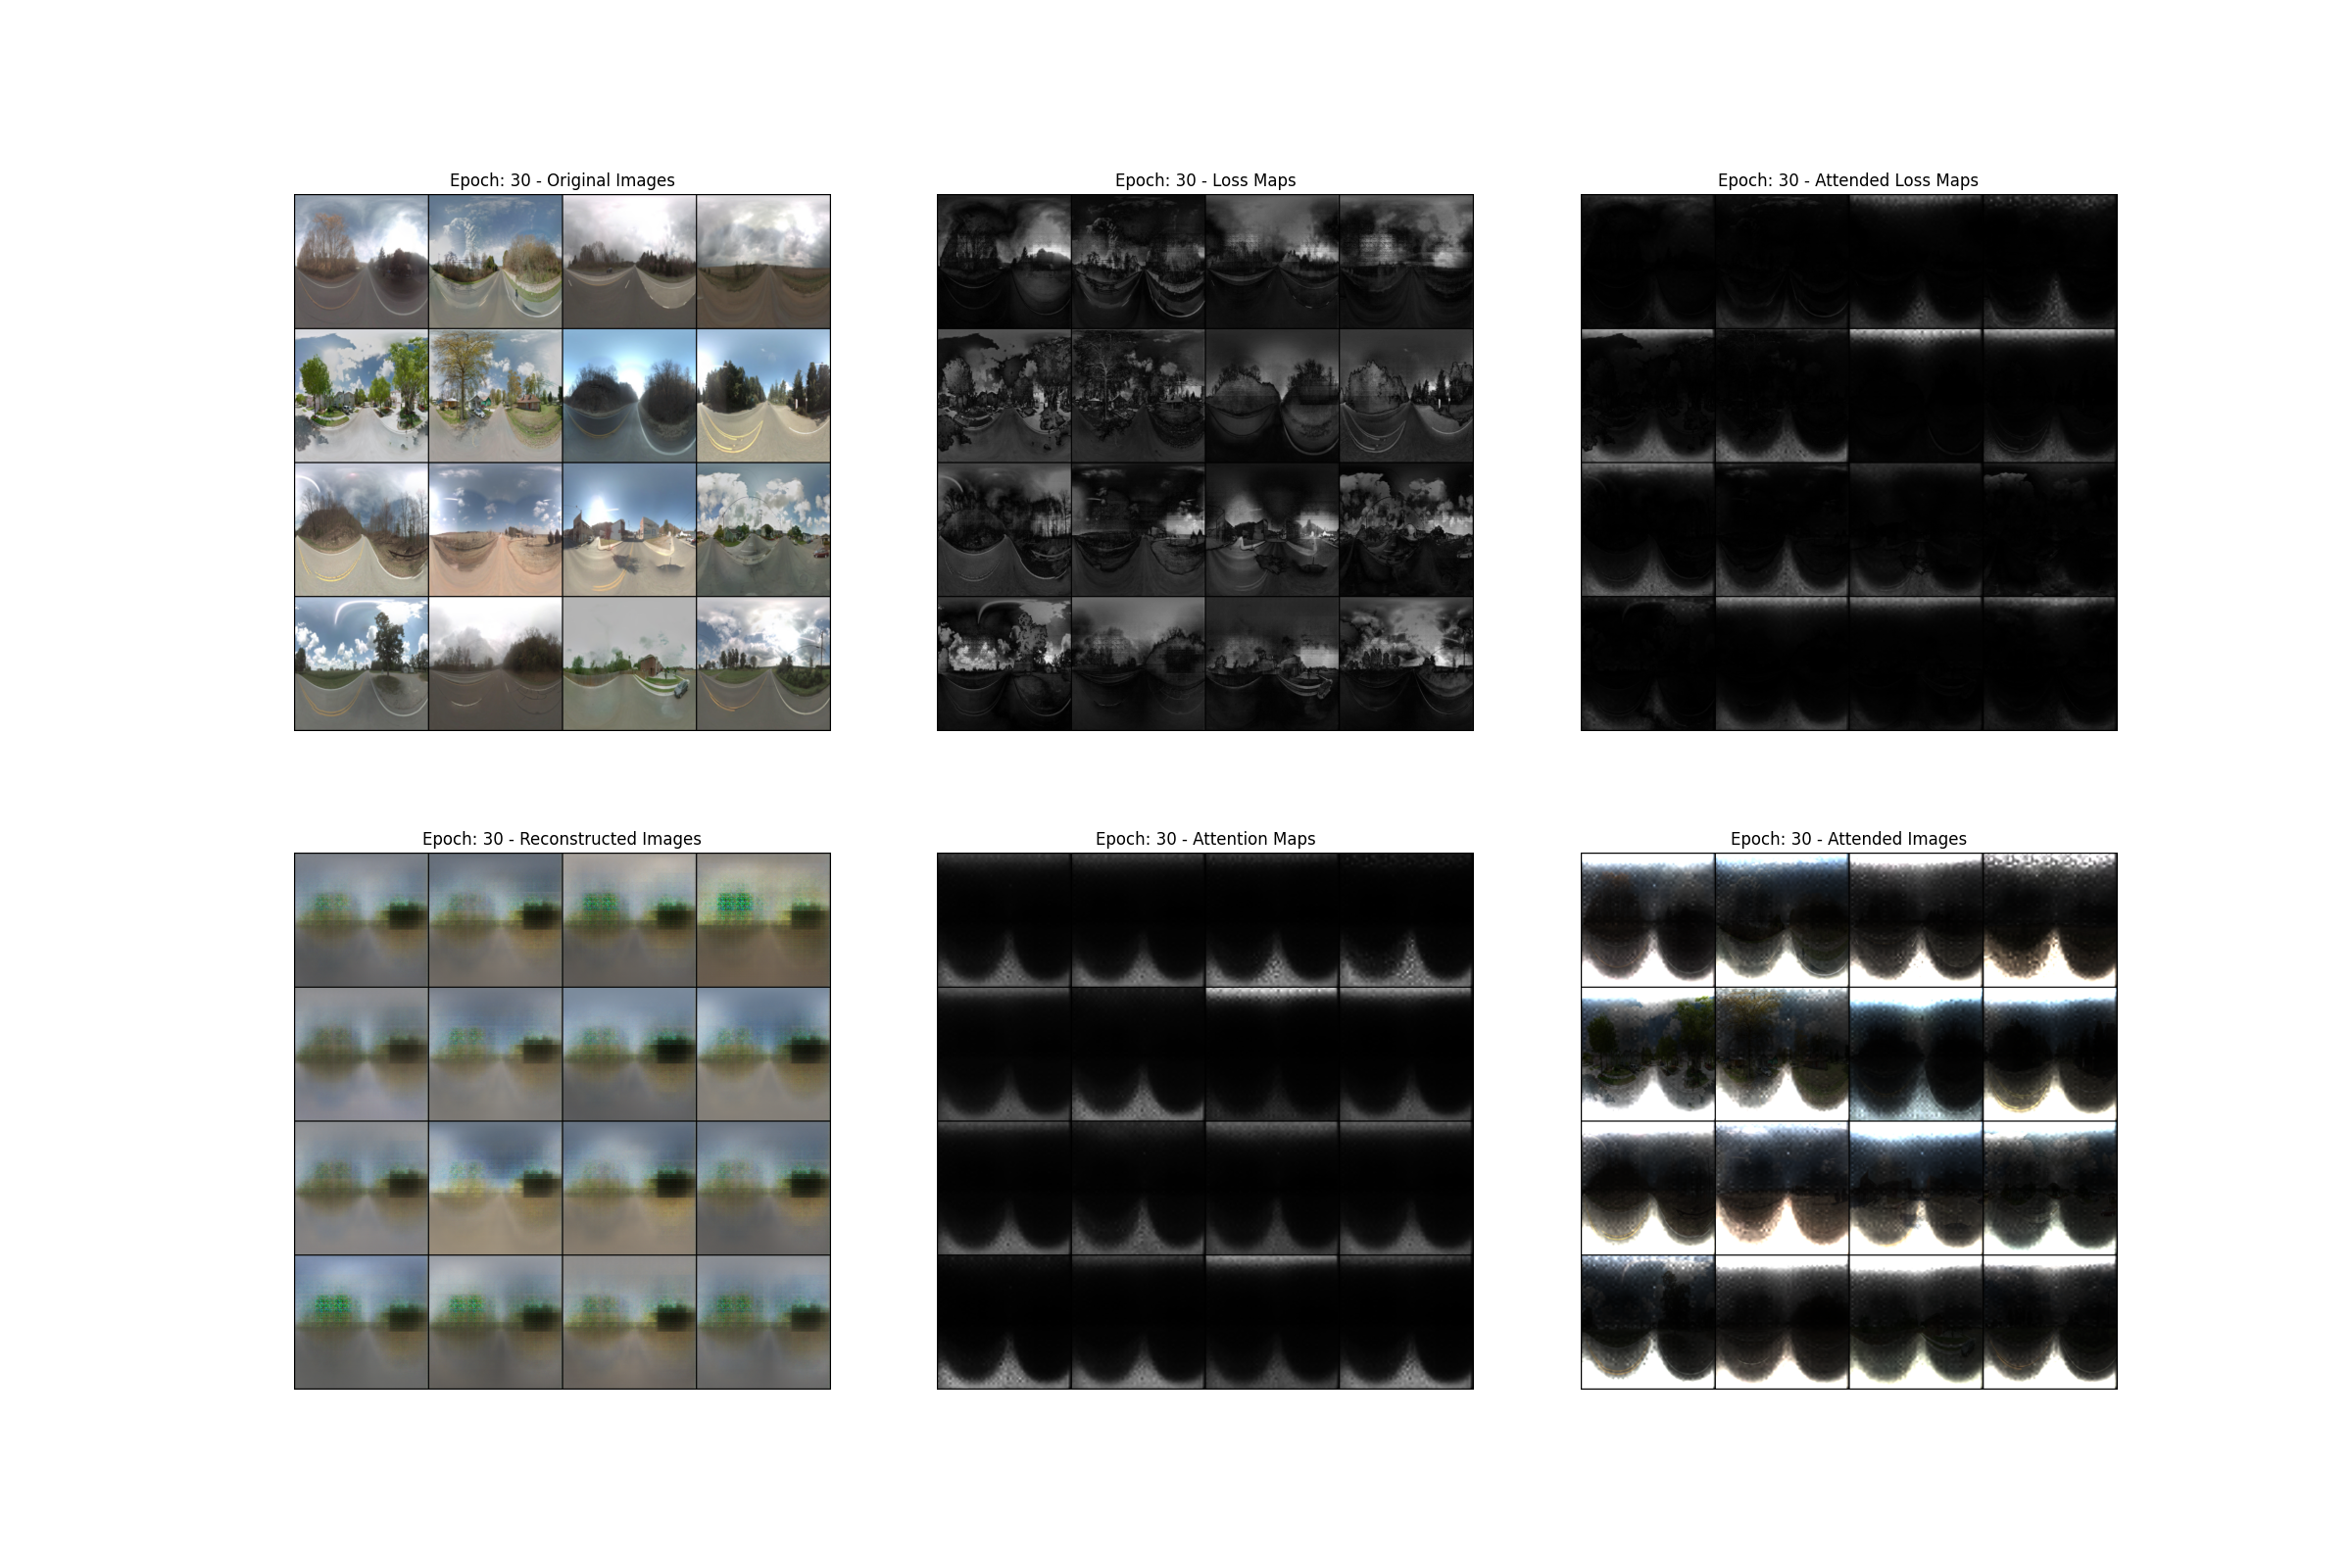 Epoch: 30 - Original Images
Epoch: 30 - Loss Maps
Epoch: 30 - Attended Loss Maps
Epoch: 30 - Reconstructed Images
Epoch: 30 - Attention Maps
Epoch: 30 - Attended Images